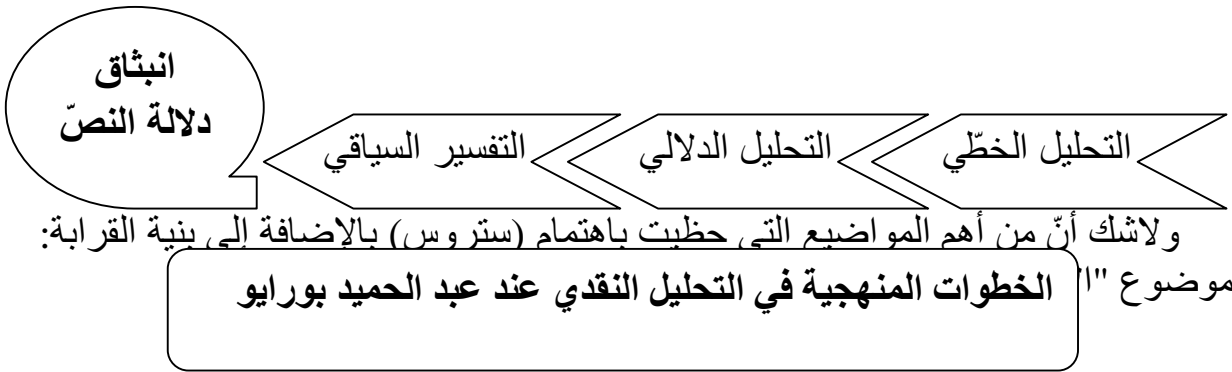 انبثاق
دلالة النصّ
التحليل الخطّي
التحليل الدلالي
التفسير السياقي
ولاشك أنّ من أهم المواضيع التي حظيت باهتمام (ستروس) بالإضافة إلى بنية القرابة:
موضوع "ا
الخطوات المنهجية في التحليل النقدي عند عبد الحميد بورايو